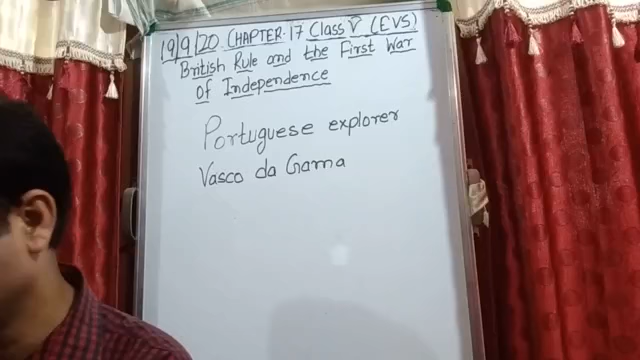 19/9/20 CHAPTER-17 Class V (EVS)
British Rule and the First War
of Independence
Portuguese explorer
Vasco da Gama